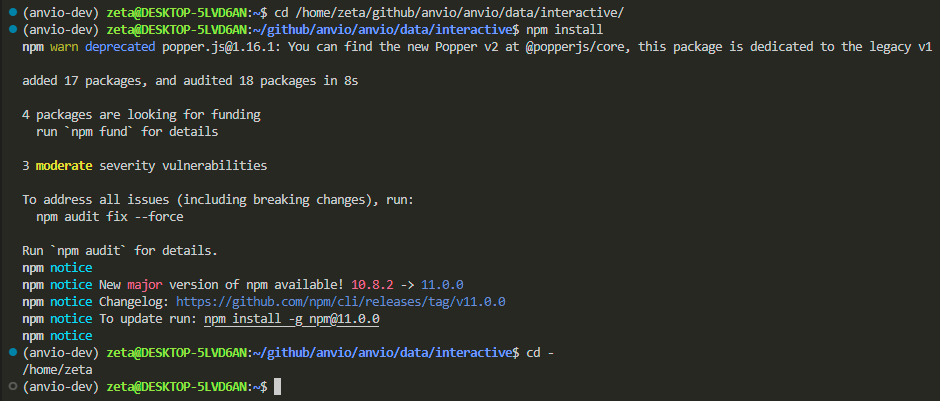 (anvio-dev) zeta@DESKTOP-5LVD6AN:~$ cd /home/zeta/github/anvio/anvio/data/interactive/
(anvio-dev) zeta@DESKTOP-5LVD6AN:~/github/anvio/anvio/data/interactive$ npm install
npm warn deprecated popper.js@1.16.1: You can find the new Popper v2 at @popperjs/core, this package is dedicated to the legacy v1
added 17 packages, and audited 18 packages in 8s
4 packages are looking for funding
  run `npm fund` for details
3 moderate severity vulnerabilities
To address all issues (including breaking changes), run:
  npm audit fix --force
Run `npm audit` for details.
npm notice
npm notice New major version of npm available! 10.8.2 -> 11.0.0
npm notice Changelog: https://github.com/npm/cli/releases/tag/v11.0.0
npm notice To update run: npm install -g npm@11.0.0
npm notice
(anvio-dev) zeta@DESKTOP-5LVD6AN:~/github/anvio/anvio/data/interactive$ cd -
/home/zeta
(anvio-dev) zeta@DESKTOP-5LVD6AN:~$